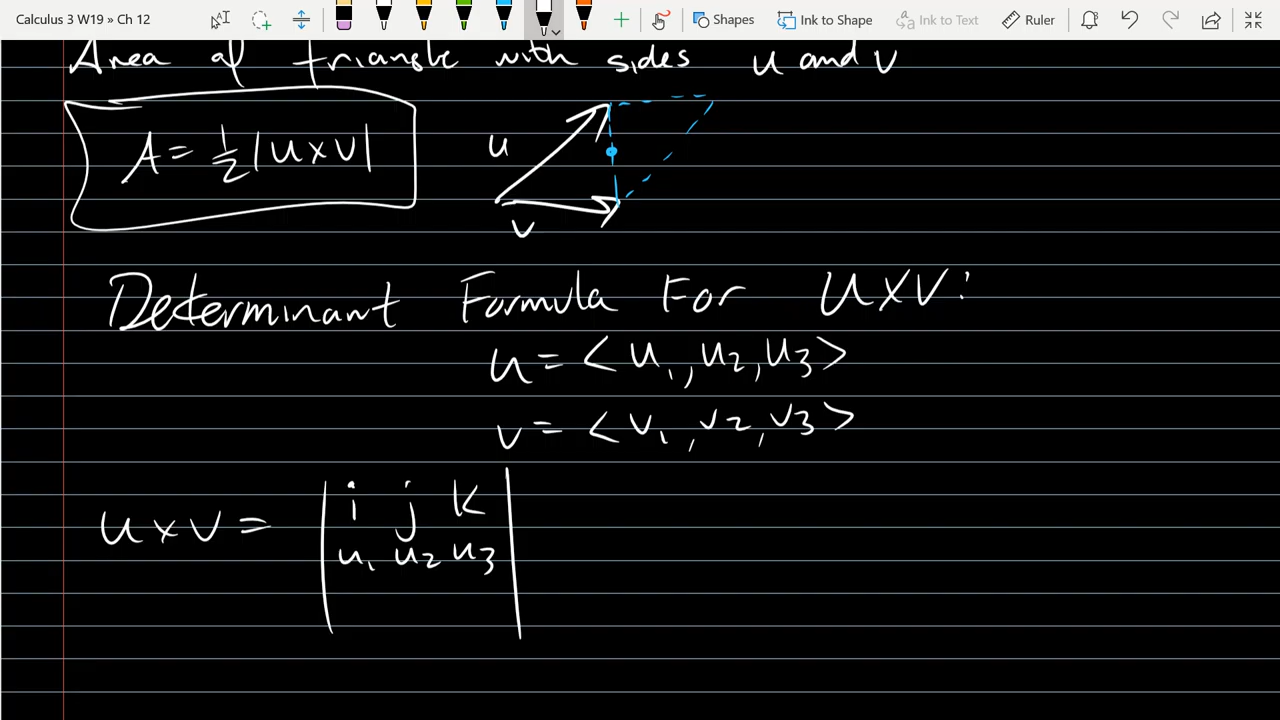 Calculus 3 W19 » Ch 12
Shapes
Ink to Shape
Ink to Text
Ruler
Area of triangle with sides u and v
A = 1/2 |u×v|
u
v
Determinant Formula For u×v:
u = <u₁, u₂, u₃>
v = <v₁, v₂, v₃>
u×v = | i j k |
| u₁ u₂ u₃ |